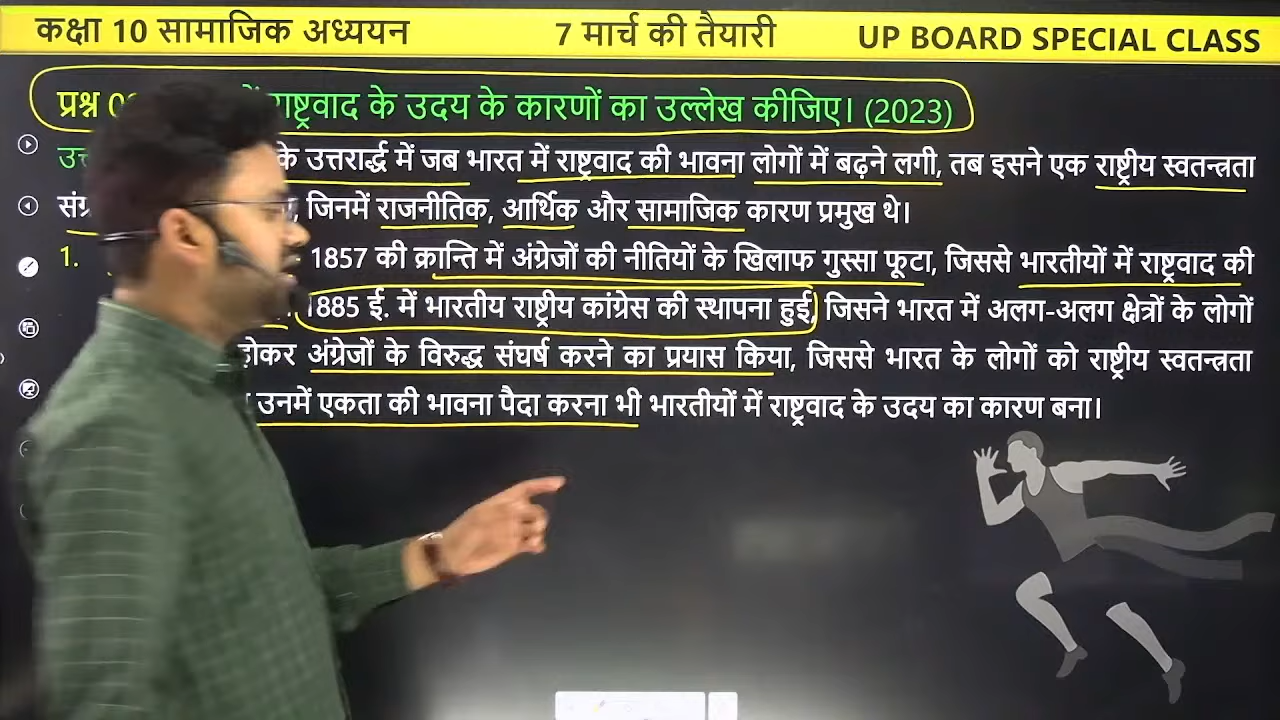 कक्षा 10 सामाजिक अध्ययन 7 मार्च की तैयारी UP BOARD SPECIAL CLASS
प्रश्न राष्ट्रवाद के उदय के कारणों का उल्लेख कीजिए। (2023)
के उत्तरार्द्ध में जब भारत में राष्ट्रवाद की भावना लोगों में बढ़ने लगी, तब इसने एक राष्ट्रीय स्वतन्त्रता
जिनमें राजनीतिक, आर्थिक और सामाजिक कारण प्रमुख थे।
1. 1857 की क्रान्ति में अंग्रेजों की नीतियों के खिलाफ गुस्सा फूटा, जिससे भारतीयों में राष्ट्रवाद की
1885 ई. में भारतीय राष्ट्रीय कांग्रेस की स्थापना हुई, जिसने भारत में अलग-अलग क्षेत्रों के लोगों
होकर अंग्रेजों के विरुद्ध संघर्ष करने का प्रयास किया, जिससे भारत के लोगों को राष्ट्रीय स्वतन्त्रता
उनमें एकता की भावना पैदा करना भी भारतीयों में राष्ट्रवाद के उदय का कारण बना।